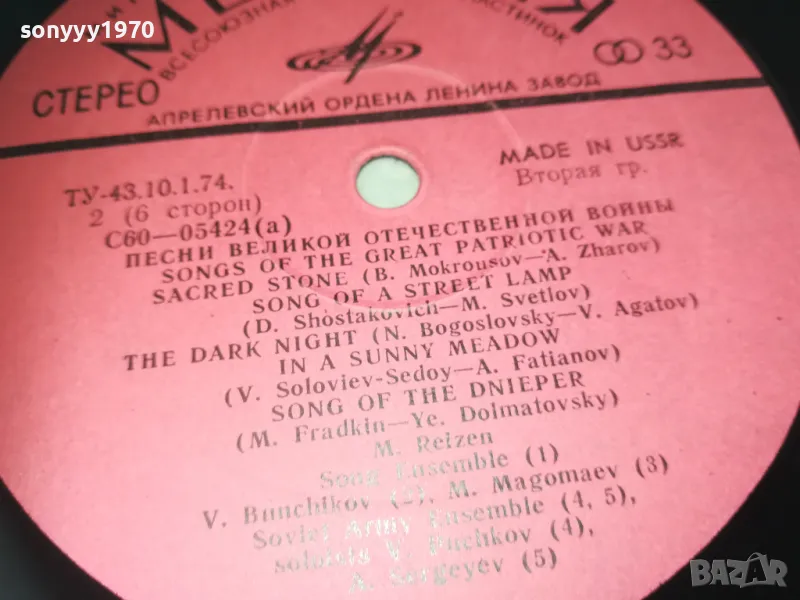 sonyyy1970
ВСЕСОЮЗНАЯ
СТЕРЕО
33
АПРЕЛЕВСКИЙ ОРДЕНА ЛЕНИНА ЗАВОД
MADE IN USSR
Вторая гр.
ТУ-43.10.1.74.
2 (6 сторон)
С60—05424(а)
ПЕСНИ ВЕЛИКОЙ ОТЕЧЕСТВЕННОЙ ВОЙНЫ
SONGS OF THE GREAT PATRIOTIC WAR
SACRED STONE (B. Mokrousov—A. Zharov)
SONG OF A STREET LAMP
(D. Shostakovich—M. Svetlov)
THE DARK NIGHT (N. Bogoslovsky—V. Agatov)
IN A SUNNY MEADOW
(V. Soloviev-Sedoy—A. Fatianov)
SONG OF THE DNIEPER
(M. Fradkin—Ye. Dolmatovsky)
M. Reizen
Song Ensemble (1)
V. Bunchikov (2), M. Magomaev (3)
Soviet Army Ensemble (4, 5),
soloists V. Puchkov (4),
A. Sergeyev (5)
БАZАР
bazar.bg